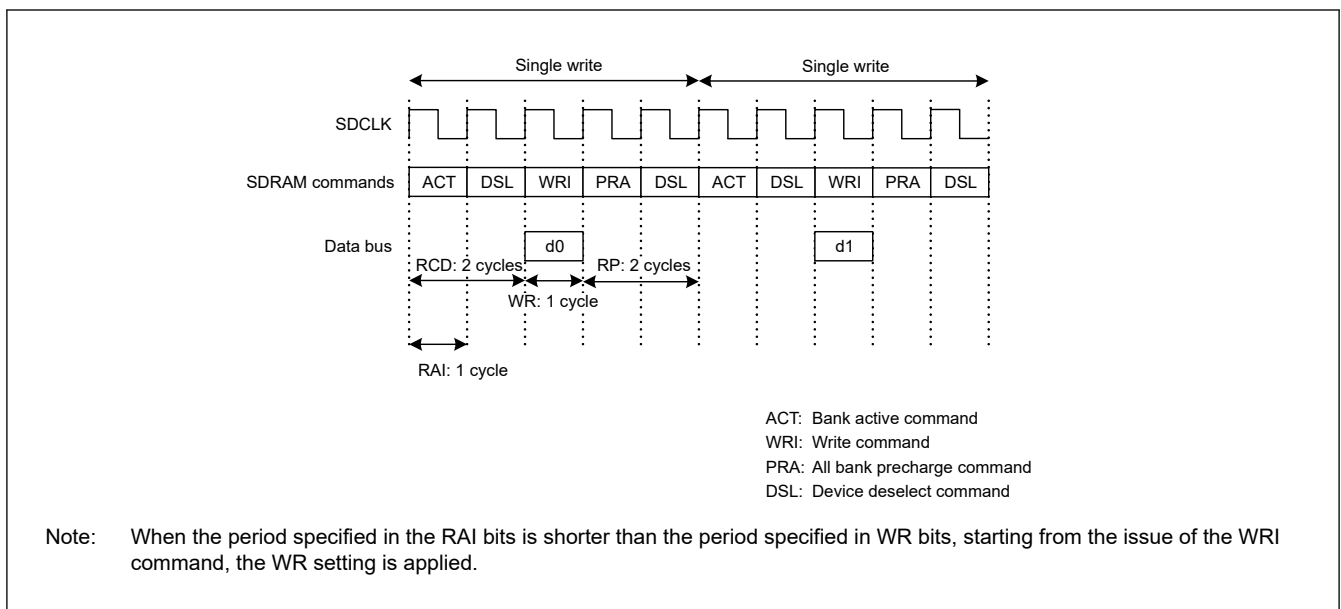 Single write Single write
SDCLK
SDRAM commands ACT DSL WRI PRA DSL ACT DSL WRI PRA DSL
Data bus d0 d1
RCD: 2 cycles RP: 2 cycles
WR: 1 cycle
RAI: 1 cycle
ACT: Bank active command
WRI: Write command
PRA: All bank precharge command
DSL: Device deselect command
Note: When the period specified in the RAI bits is shorter than the period specified in WR bits, starting from the issue of the WRI
command, the WR setting is applied.